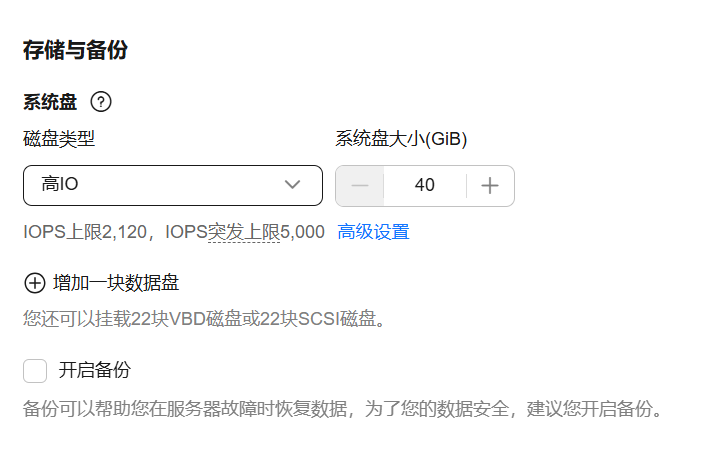 存储与备份
系统盘 ?
磁盘类型 系统盘大小(GiB)
高IO 40
IOPS上限2,120，IOPS突发上限5,000 高级设置
增加一块数据盘
您还可以挂载22块VBD磁盘或22块SCSI磁盘。
开启备份
备份可以帮助您在服务器故障时恢复数据，为了您的数据安全，建议您开启备份。